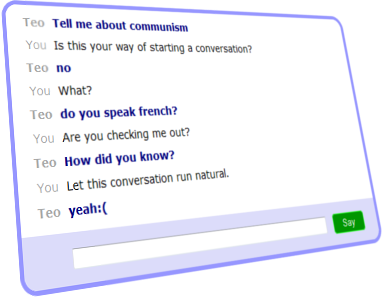 Teo Tell me about communism
You Is this your way of starting a conversation?
Teo no
You What?
Teo do you speak french?
You Are you checking me out?
Teo How did you know?
You Let this conversation run natural.
Teo yeah:(
Say